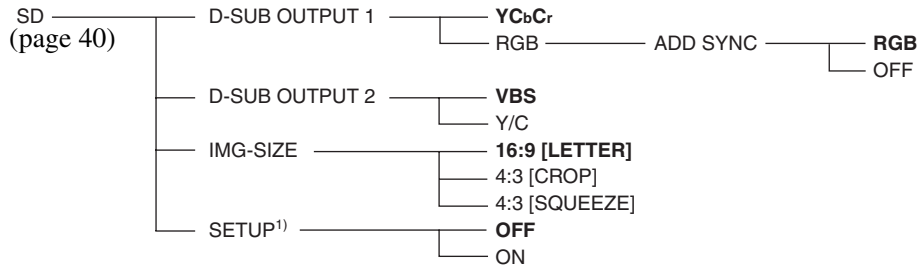 SD D-SUB OUTPUT 1 YCbCr
(page 40) RGB ADD SYNC RGB
OFF
D-SUB OUTPUT 2 VBS
Y/C
IMG-SIZE 16:9 [LETTER]
4:3 [CROP]
4:3 [SQUEEZE]
SETUP1) OFF
ON